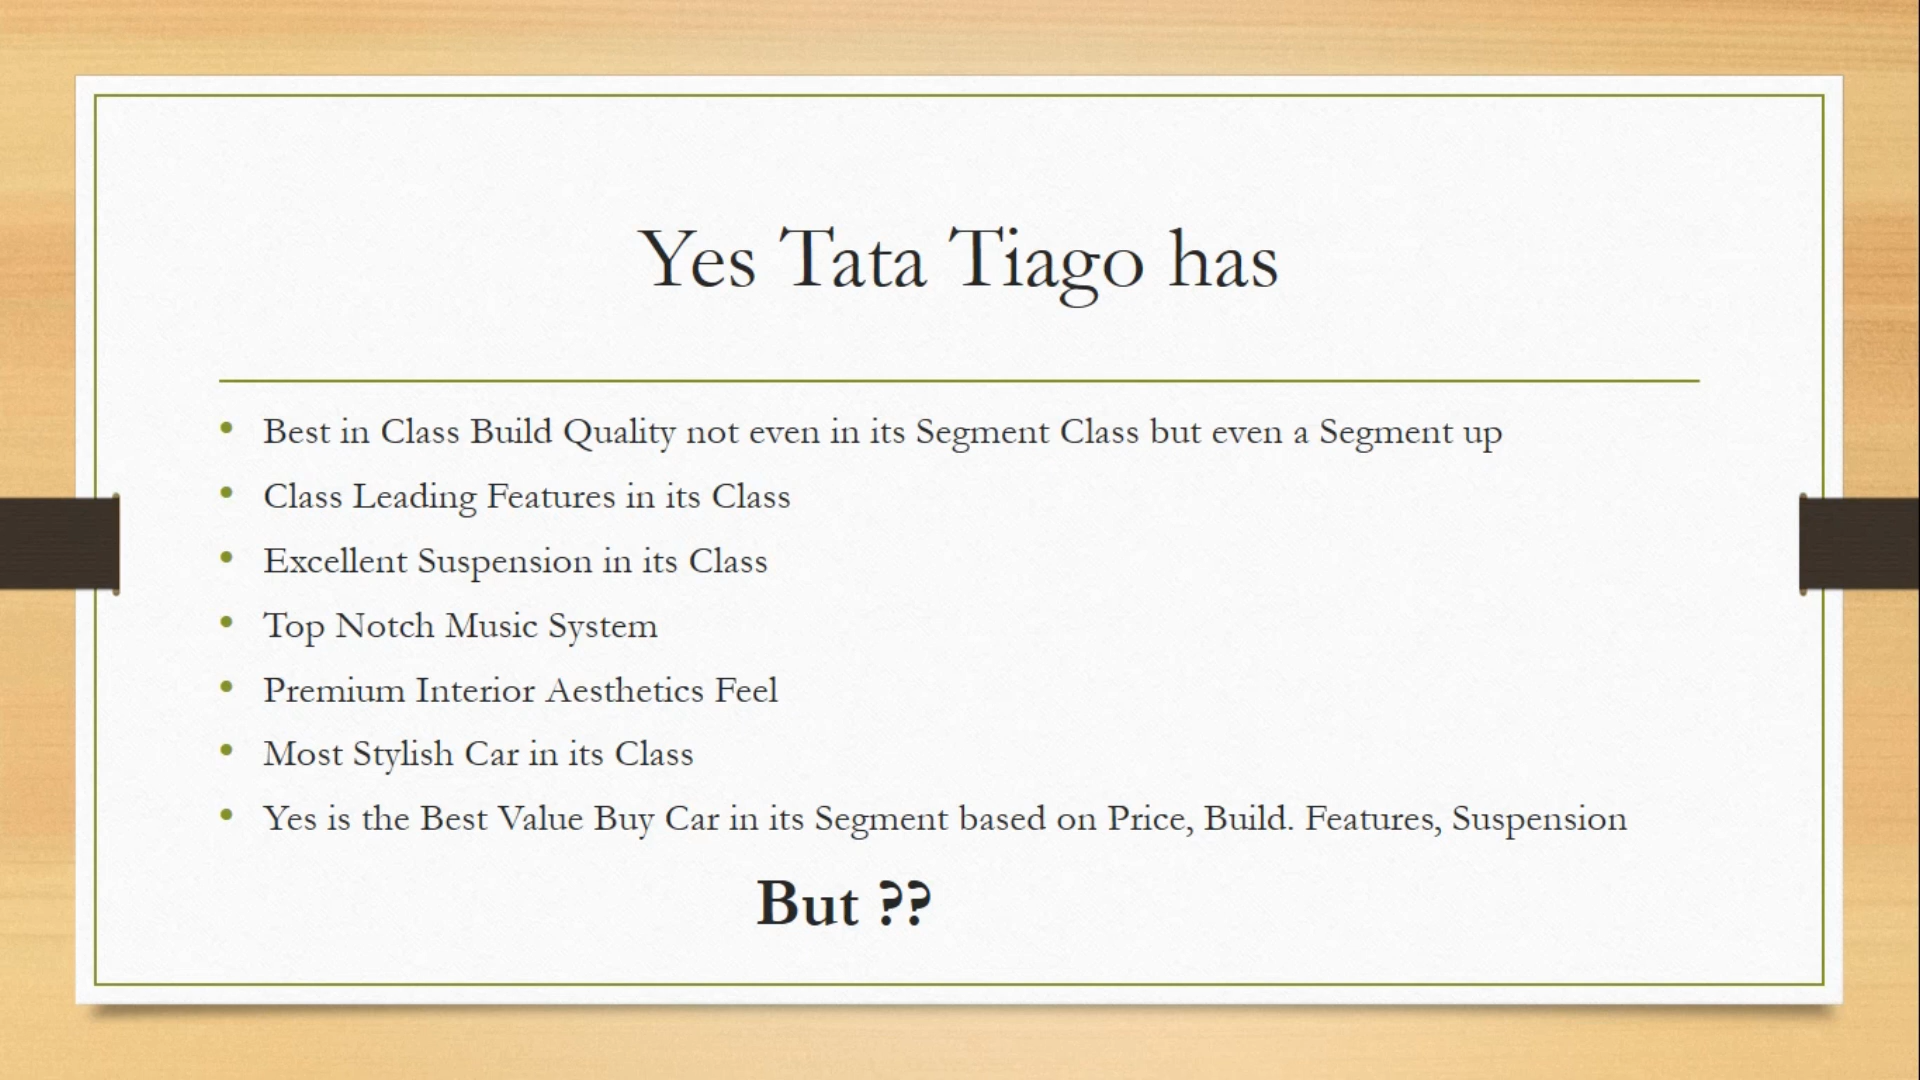 Yes Tata Tiago has
• Best in Class Build Quality not even in its Segment Class but even a Segment up
• Class Leading Features in its Class
• Excellent Suspension in its Class
• Top Notch Music System
• Premium Interior Aesthetics Feel
• Most Stylish Car in its Class
• Yes is the Best Value Buy Car in its Segment based on Price, Build. Features, Suspension
But ??